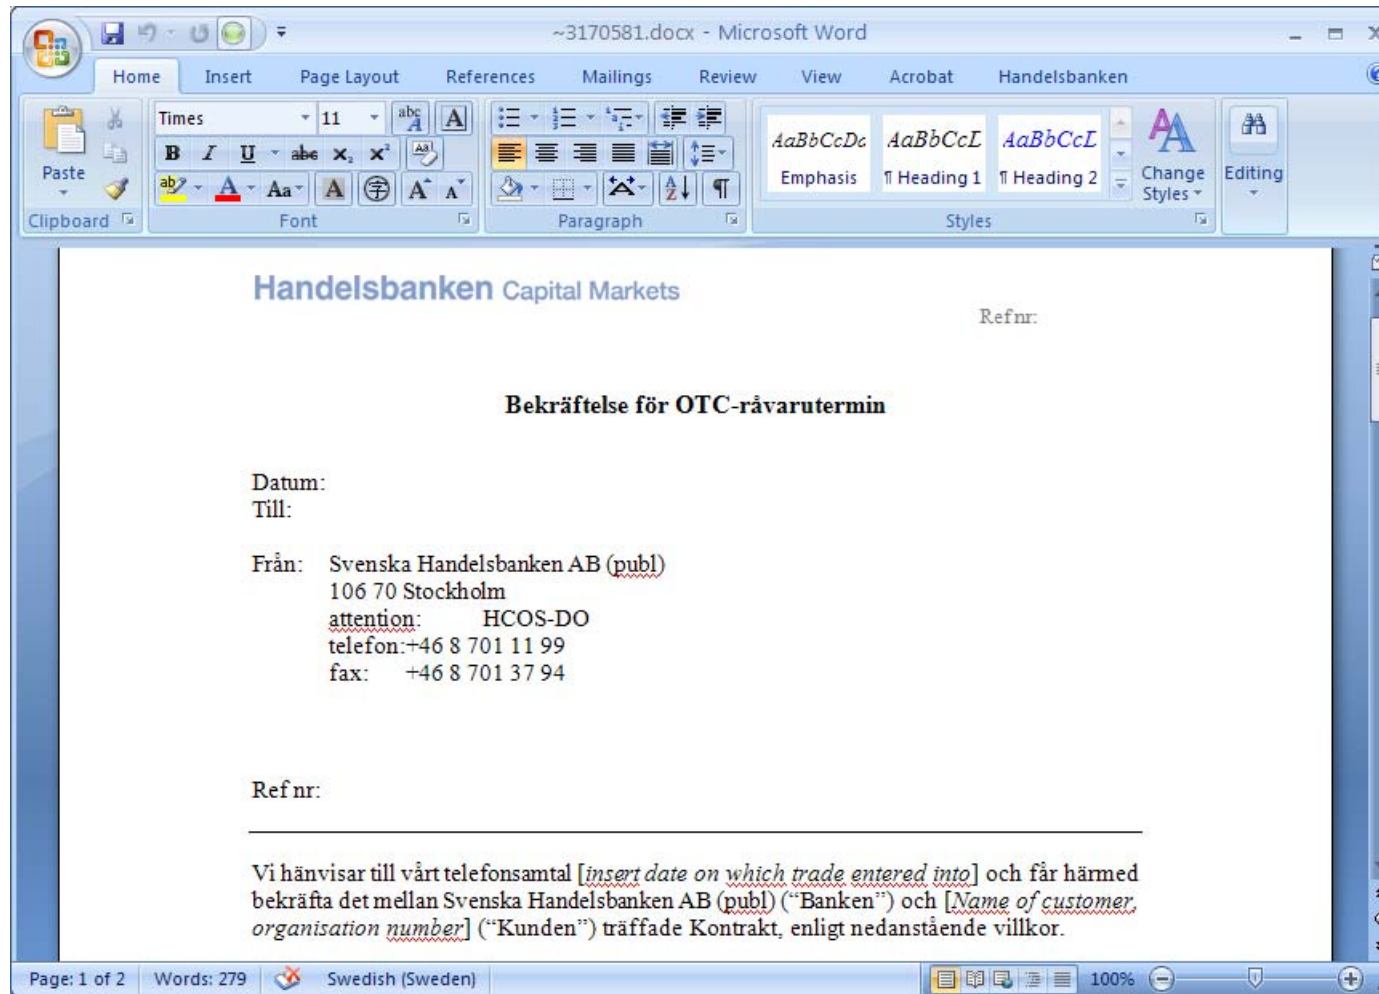 ~3170581.docx - Microsoft Word
Home Insert Page Layout References Mailings Review View Acrobat Handelsbanken
Times 11
Paste
AaBbCcDc AaBbCcL AaBbCcL
Emphasis ¶ Heading 1 ¶ Heading 2
Change Styles
Editing
Clipboard Font Paragraph Styles
Handelsbanken Capital Markets
Ref nr:
Bekräftelse för OTC-råvarutermin
Datum:
Till:
Från: Svenska Handelsbanken AB (publ)
106 70 Stockholm
attention: HCOS-DO
telefon:+46 8 701 11 99
fax: +46 8 701 37 94
Ref nr:
Vi hänvisar till vårt telefonsamtal [insert date on which trade entered into] och får härmed
bekräfta det mellan Svenska Handelsbanken AB (publ) (“Banken”) och [Name of customer,
organisation number] (“Kunden”) träffade Kontrakt, enligt nedanstående villkor.
Page: 1 of 2 Words: 279 Swedish (Sweden) 100%